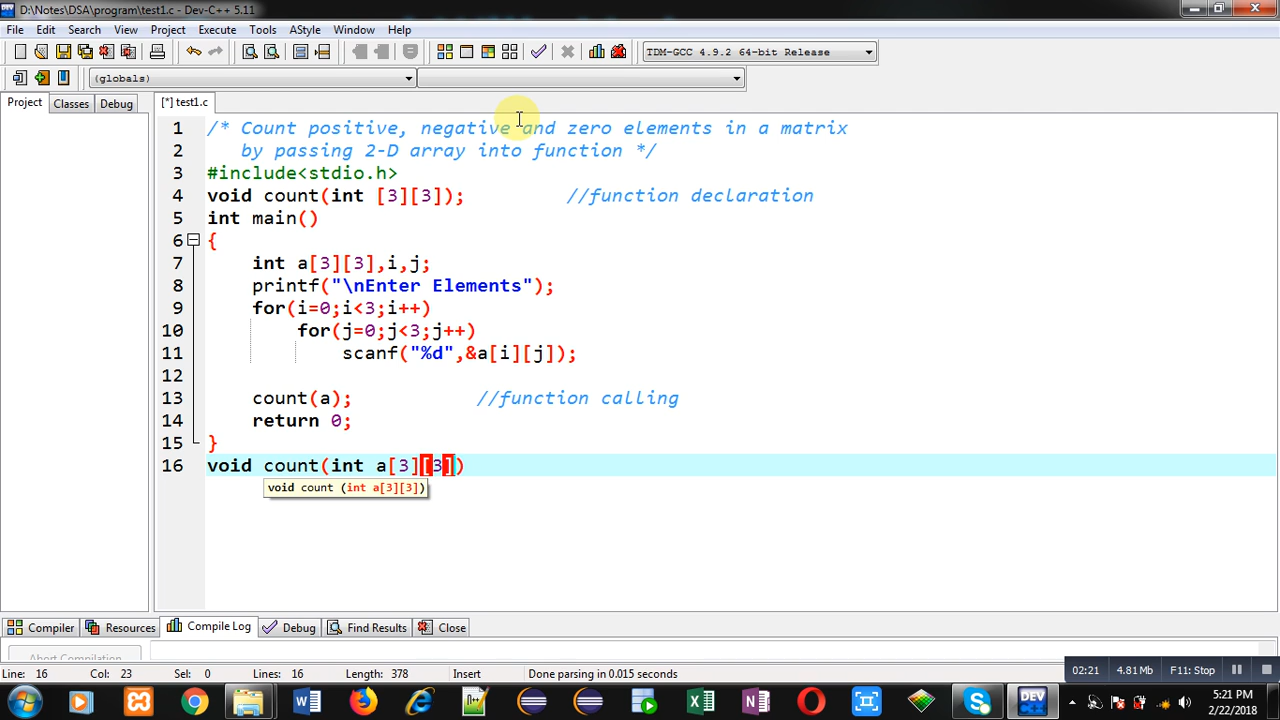 D:\Notes\DSA\program\test1.c - Dev-C++ 5.11
File Edit Search View Project Execute Tools AStyle Window Help
TDM-GCC 4.9.2 64-bit Release
(globals)
Project Classes Debug [*] test1.c
1 /* Count positive, negative and zero elements in a matrix
2 by passing 2-D array into function */
3 #include<stdio.h>
4 void count(int [3][3]); //function declaration
5 int main()
6 {
7 int a[3][3],i,j;
8 printf("\nEnter Elements");
9 for(i=0;i<3;i++)
10 for(j=0;j<3;j++)
11 scanf("%d",&a[i][j]);
12
13 count(a); //function calling
14 return 0;
15 }
16 void count(int a[3][3])
void count (int a[3][3])
Compiler Resources Compile Log Debug Find Results Close
Abort Compilation
Line: 16 Col: 23 Sel: 0 Lines: 16 Length: 378 Insert Done parsing in 0.015 seconds
02:21 4.81 Mb F11: Stop
5:21 PM
2/22/2018